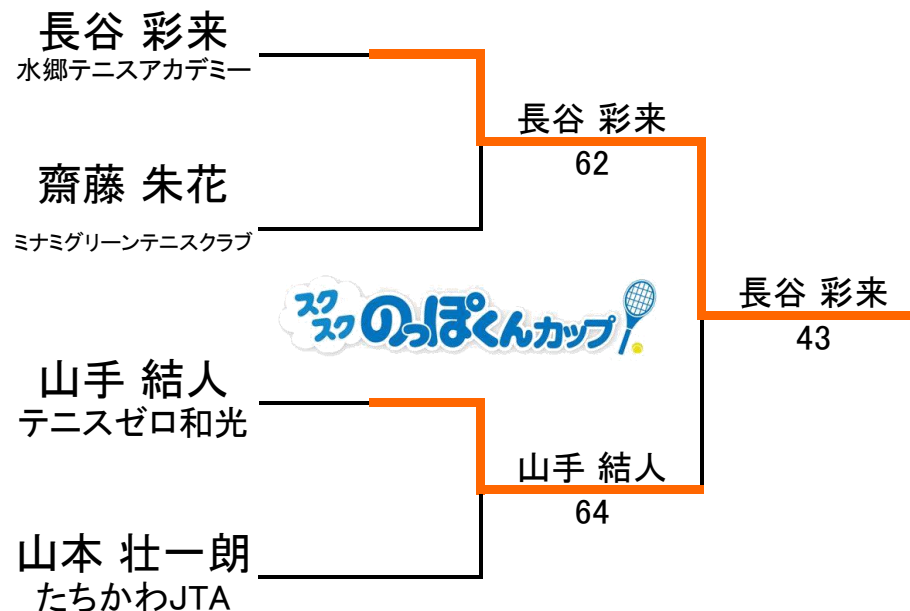 長谷 彩来
水郷テニスアカデミー
長谷 彩来
62
齋藤 朱花
ミナミグリーンテニスクラブ
スクスクのっぽくんカップ
長谷 彩来
43
山手 結人
テニスゼロ和光
山手 結人
64
山本 壮一朗
たちかわJTA